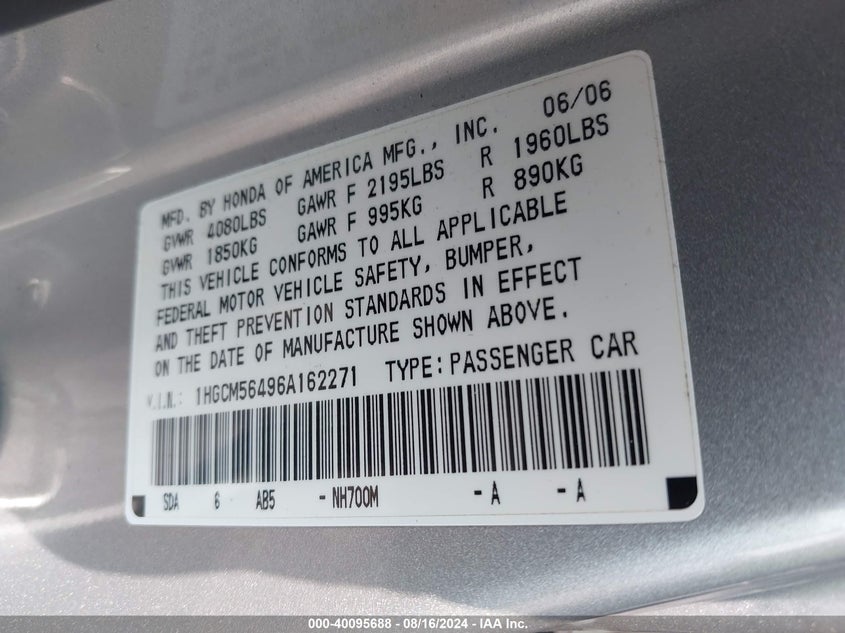 MFD. BY HONDA OF AMERICA MFG., INC. 06/06
GVWR 4080LBS GAWR F 2195LBS R 1960LBS
GVWR 1850KG GAWR F 995KG R 890KG
THIS VEHICLE CONFORMS TO ALL APPLICABLE
FEDERAL MOTOR VEHICLE SAFETY, BUMPER,
AND THEFT PREVENTION STANDARDS IN EFFECT
ON THE DATE OF MANUFACTURE SHOWN ABOVE.
V.I.N.: 1HGCM56496A162271 TYPE: PASSENGER CAR
SDA 6 AB5 - NH700M - A - A
000-40095688 - 08/16/2024 - IAA Inc.